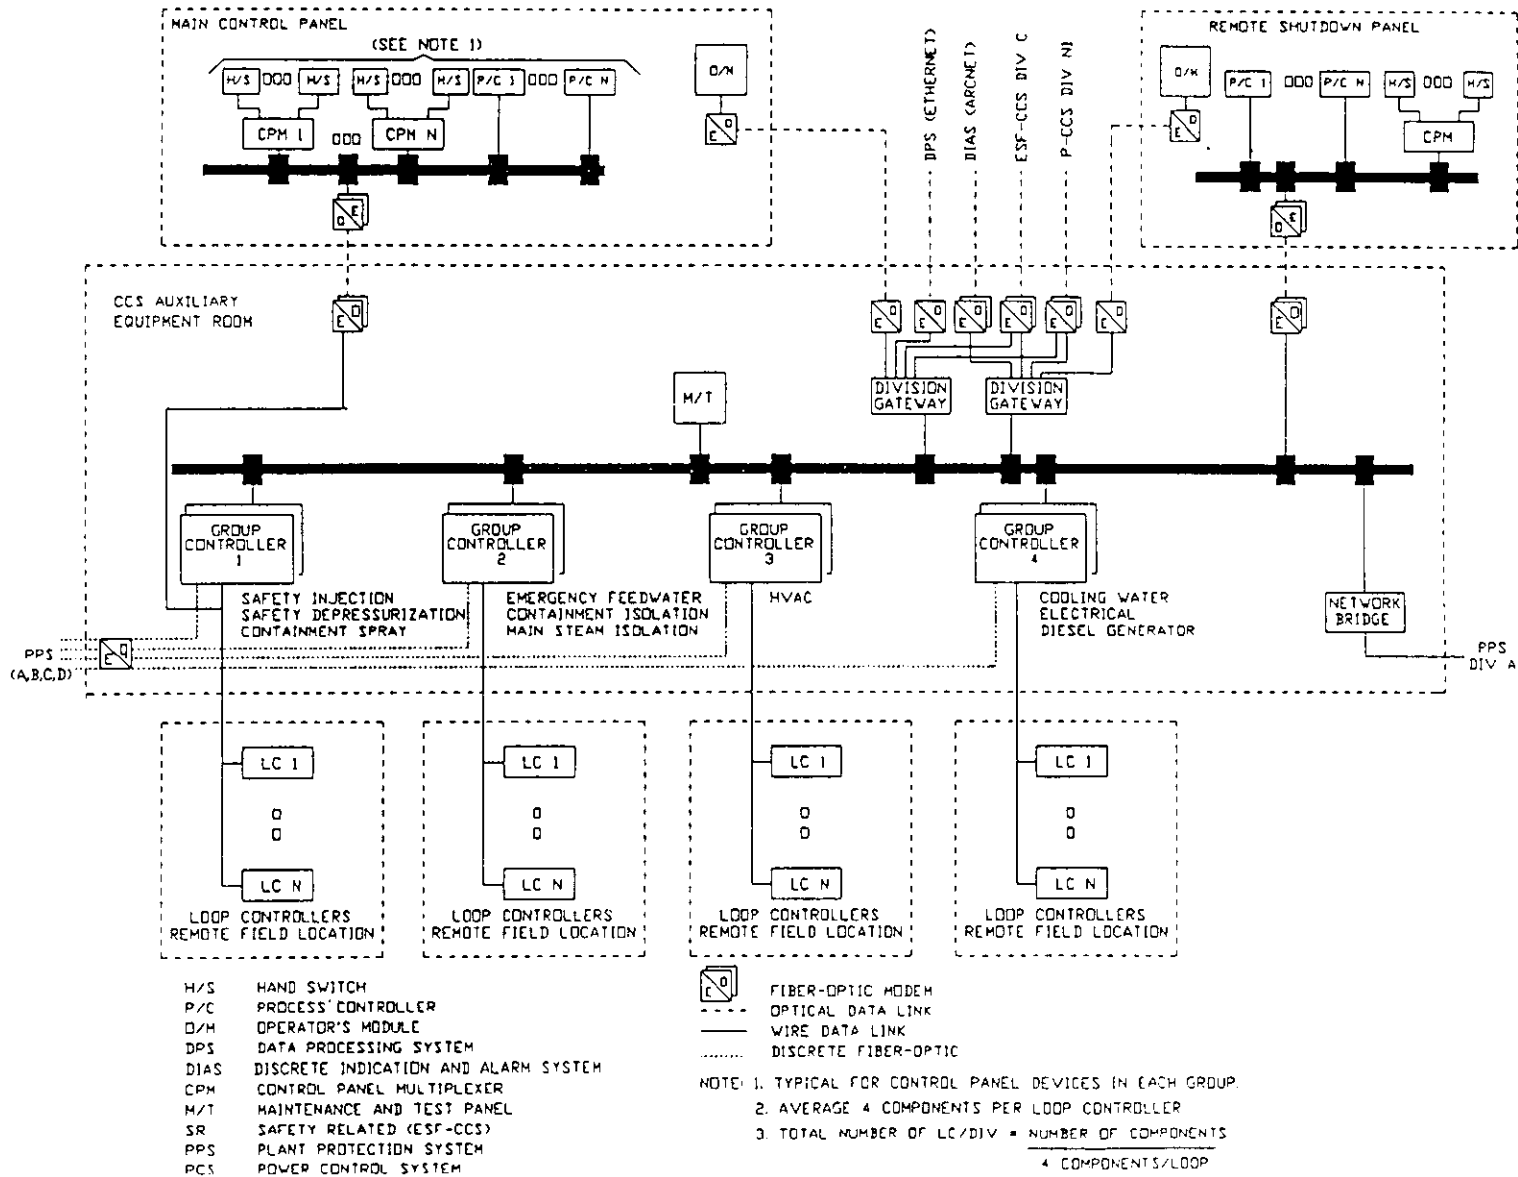 MAIN CONTROL PANEL
(SEE NOTE 1)
H/S
H/S
H/S
H/S
P/C 1
P/C N
CPM 1
CPM N
O/M
E O
O E
DPS (ETHERNET)
DIAS (ARCNET)
ESF-CCS DIV C
P-CCS DIV N
REMOTE SHUTDOWN PANEL
O/M
P/C 1
P/C N
H/S
H/S
CPM
E O
O E
CCS AUXILIARY
EQUIPMENT ROOM
E O
E O
E O
E O
E O
E O
E O
E O
M/T
DIVISION
GATEWAY
DIVISION
GATEWAY
GROUP
CONTROLLER
1
GROUP
CONTROLLER
2
GROUP
CONTROLLER
3
GROUP
CONTROLLER
4
SAFETY INJECTION
SAFETY DEPRESSURIZATION
CONTAINMENT SPRAY
EMERGENCY FEEDWATER
CONTAINMENT ISOLATION
MAIN STEAM ISOLATION
HVAC
COOLING WATER
ELECTRICAL
DIESEL GENERATOR
NETWORK
BRIDGE
PPS
(A,B,C,D)
E O
PPS
DIV A
LC 1
LC N
LOOP CONTROLLERS
REMOTE FIELD LOCATION
LC 1
LC N
LOOP CONTROLLERS
REMOTE FIELD LOCATION
LC 1
LC N
LOOP CONTROLLERS
REMOTE FIELD LOCATION
LC 1
LC N
LOOP CONTROLLERS
REMOTE FIELD LOCATION
H/S HAND SWITCH
P/C PROCESS CONTROLLER
O/M OPERATOR'S MODULE
DPS DATA PROCESSING SYSTEM
DIAS DISCRETE INDICATION AND ALARM SYSTEM
CPM CONTROL PANEL MULTIPLEXER
M/T MAINTENANCE AND TEST PANEL
SR SAFETY RELATED (ESF-CCS)
PPS PLANT PROTECTION SYSTEM
PCS POWER CONTROL SYSTEM
E O FIBER-OPTIC MODEM
OPTICAL DATA LINK
WIRE DATA LINK
DISCRETE FIBER-OPTIC
NOTE: 1. TYPICAL FOR CONTROL PANEL DEVICES IN EACH GROUP.
2. AVERAGE 4 COMPONENTS PER LOOP CONTROLLER
3. TOTAL NUMBER OF LC/DIV = NUMBER OF COMPONENTS
4 COMPONENTS/LOOP